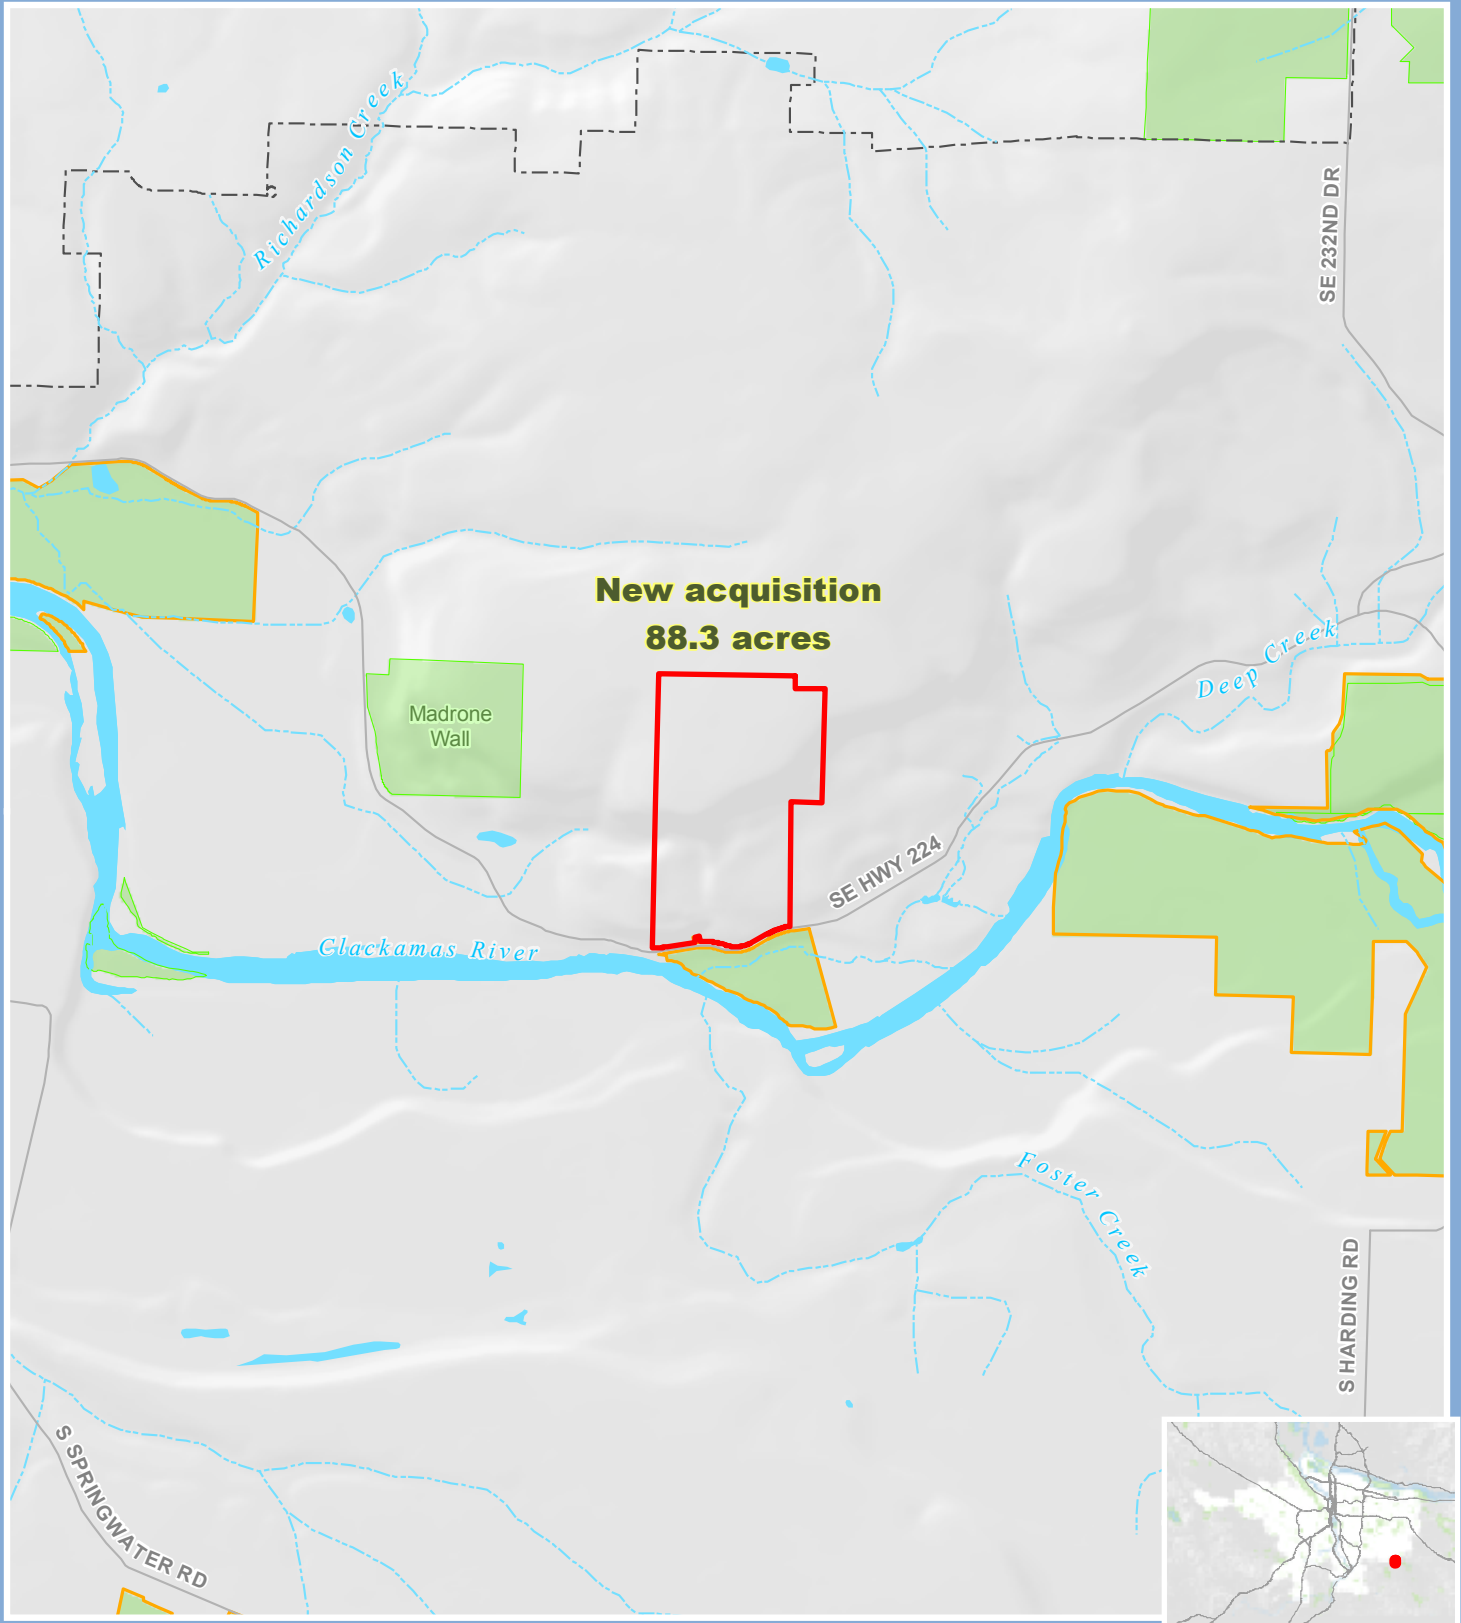 Richardson Creek
SE 232ND DR
New acquisition
88.3 acres
Deep Creek
Madrone
Wall
SE HWY 224
Clackamas River
Foster Creek
S HARDING RD
S SPRINGWATER RD